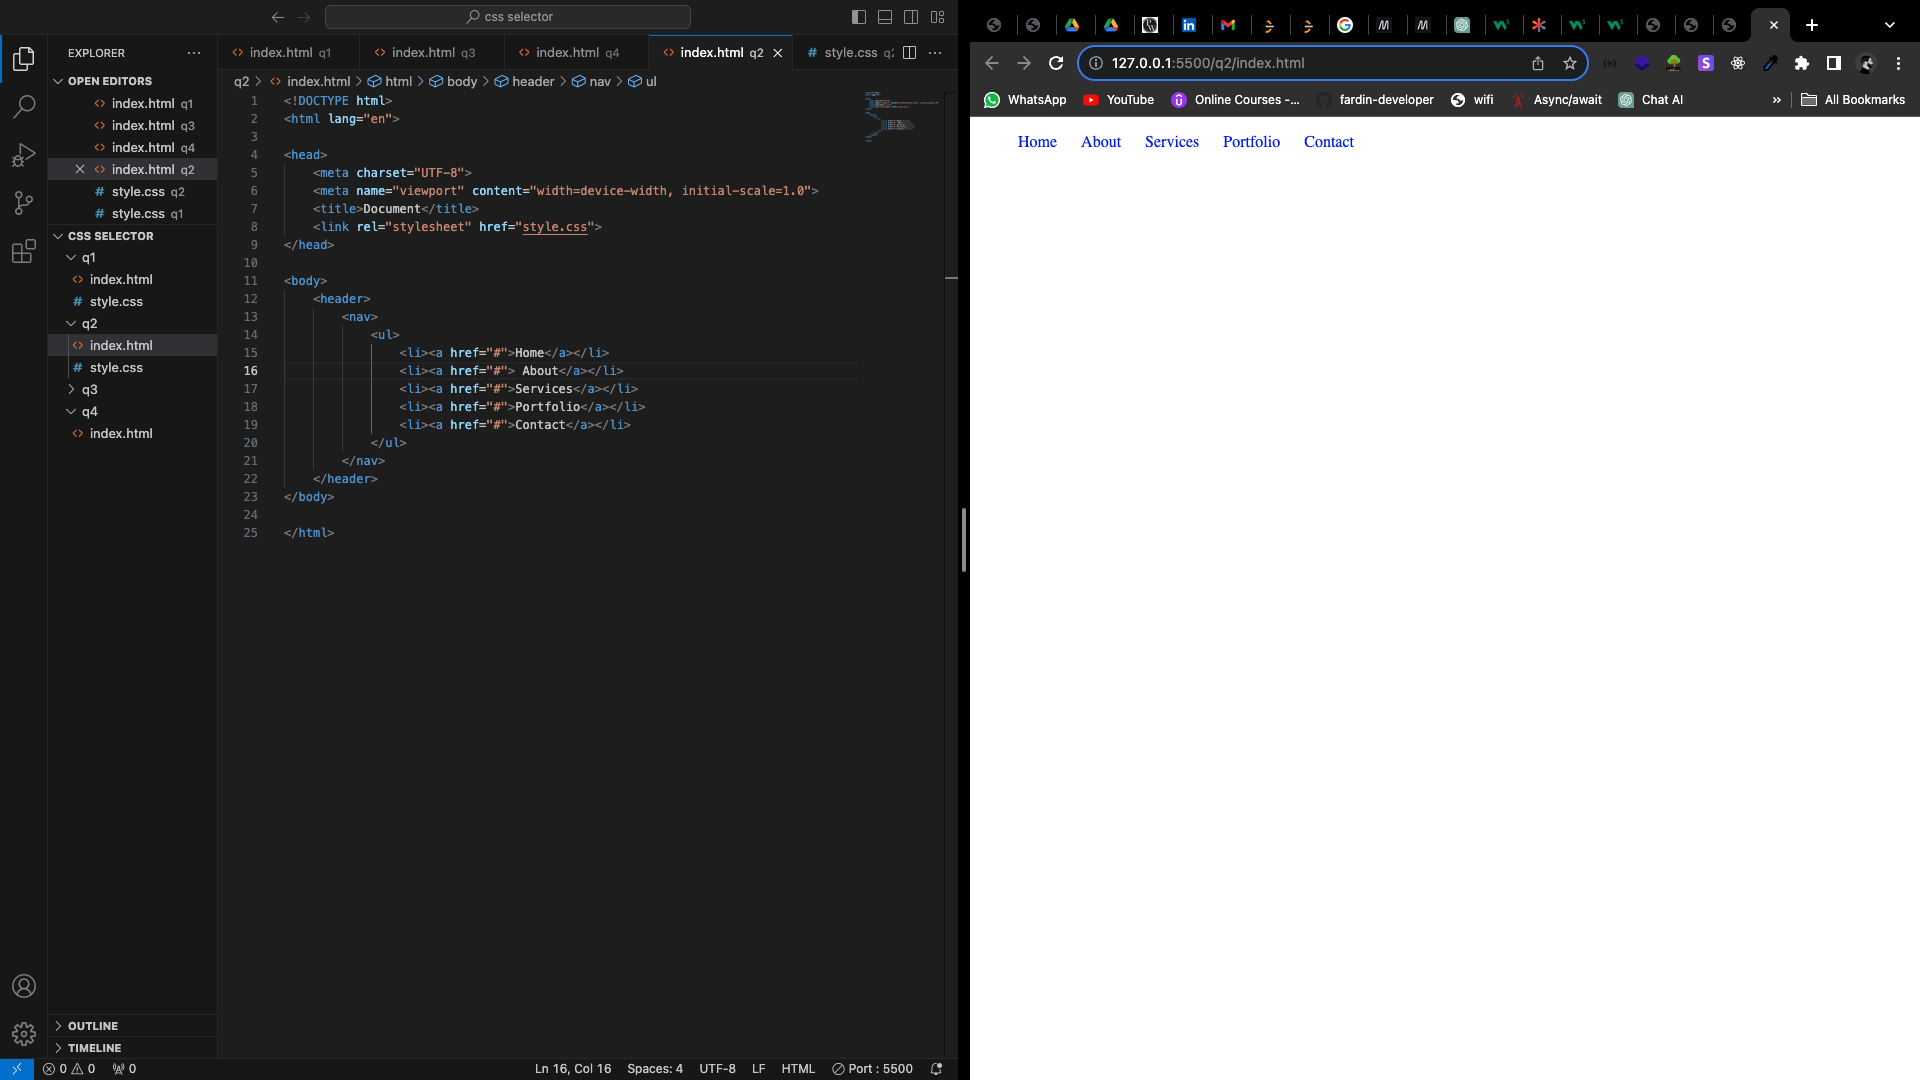 css selector
EXPLORER
OPEN EDITORS
index.html q1
index.html q3
index.html q4
index.html q2
style.css q2
style.css q1
CSS SELECTOR
q1
index.html
style.css
q2
index.html
style.css
q3
q4
index.html
OUTLINE
TIMELINE
index.html q1
index.html q3
index.html q4
index.html q2
style.css
q2 > index.html > html > body > header > nav > ul
1 <!DOCTYPE html>
2 <html lang="en">
3
4 <head>
5 <meta charset="UTF-8">
6 <meta name="viewport" content="width=device-width, initial-scale=1.0">
7 <title>Document</title>
8 <link rel="stylesheet" href="style.css">
9 </head>
10
11 <body>
12 <header>
13 <nav>
14 <ul>
15 <li><a href="#">Home</a></li>
16 <li><a href="#"> About</a></li>
17 <li><a href="#">Services</a></li>
18 <li><a href="#">Portfolio</a></li>
19 <li><a href="#">Contact</a></li>
20 </ul>
21 </nav>
22 </header>
23 </body>
24
25 </html>
0 0 0
Ln 16, Col 16 Spaces: 4 UTF-8 LF HTML Port : 5500
127.0.0.1:5500/q2/index.html
WhatsApp YouTube Online Courses -... fardin-developer wifi Async/await Chat AI » All Bookmarks
Home About Services Portfolio Contact